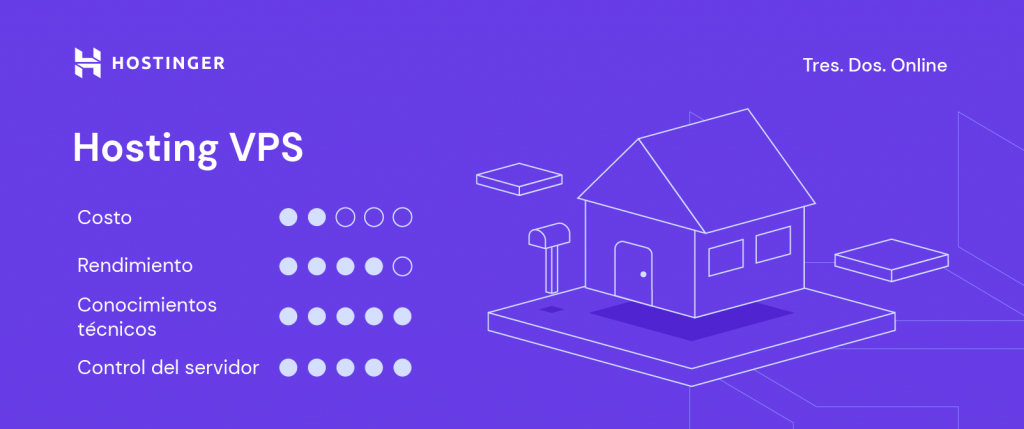 HOSTINGER
Tres. Dos. Online
Hosting VPS
Costo
Rendimiento
Conocimientos
técnicos
Control del servidor